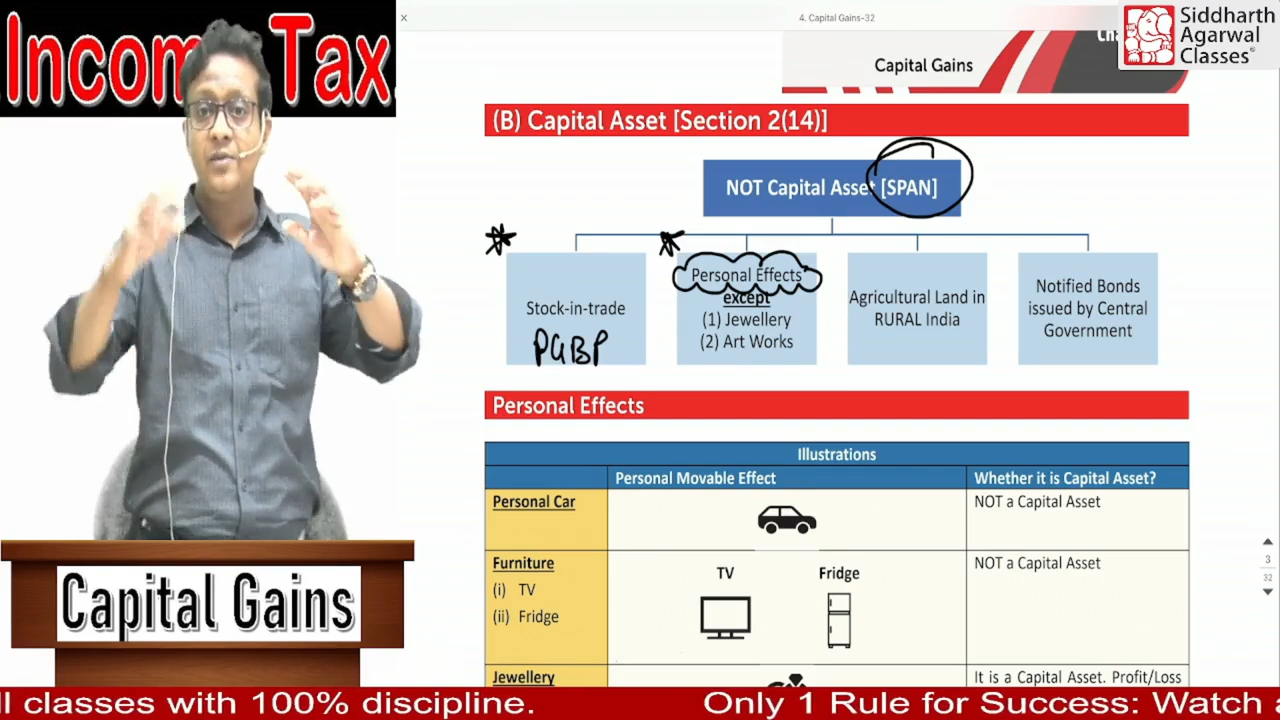 Income Tax.
4. Capital Gains-32
Siddharth
Agarwal
Classes®
Capital Gains
(B) Capital Asset [Section 2(14)]
NOT Capital Asset [SPAN]
Stock-in-trade
PGBP
Personal Effects
except
(1) Jewellery
(2) Art Works
Agricultural Land in
RURAL India
Notified Bonds
issued by Central
Government
Personal Effects
Illustrations
Personal Movable Effect
Whether it is Capital Asset?
Personal Car
NOT a Capital Asset
Furniture
(i) TV
(ii) Fridge
TV
Fridge
NOT a Capital Asset
Jewellery
It is a Capital Asset. Profit/Loss
3
32
Capital Gains
ll classes with 100% discipline.
Only 1 Rule for Success: Watch a